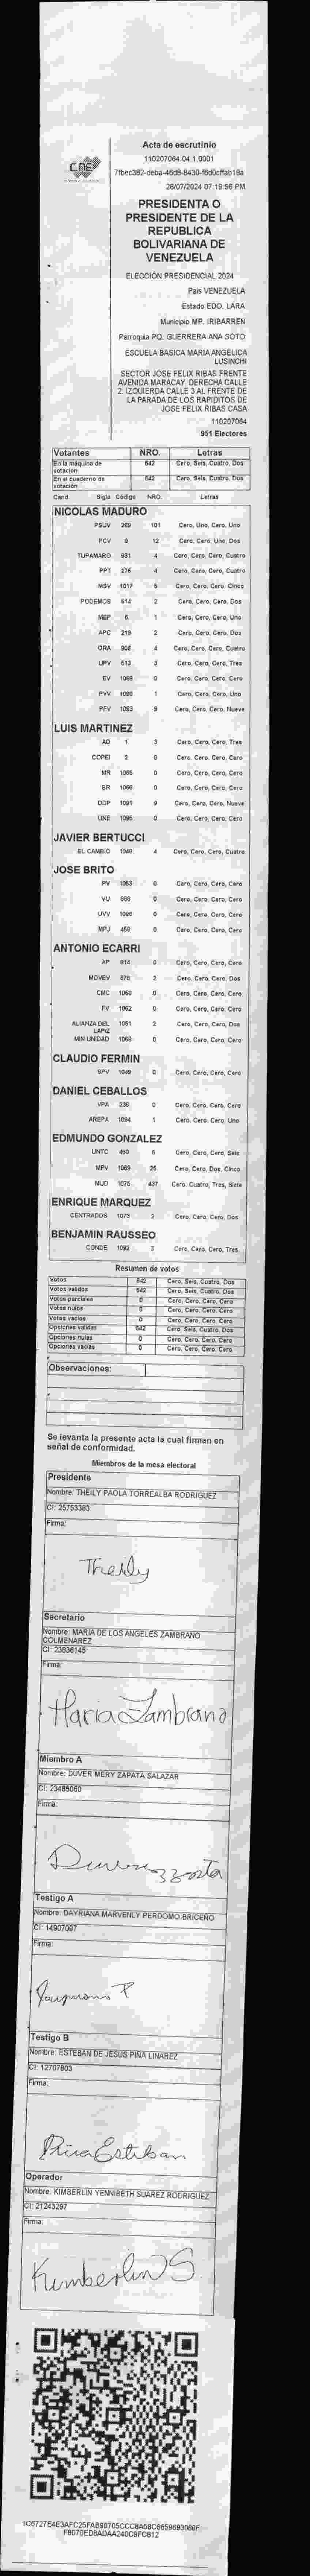 CNE
Acta de escrutinio
110207064.04.1.0001
28/07/2024 07:19:56 PM
PRESIDENTA O
PRESIDENTE DE LA
REPUBLICA
BOLIVARIANA DE
VENEZUELA
ELECCIÓN PRESIDENCIAL 2024
País VENEZUELA
Estado EDO. LARA
Municipio MP. IRIBARREN
Parroquia PQ. GUERRERA ANA SOTO
ESCUELA BASICA MARIA ANGELICA
LUSINCHI
SECTOR JOSE FELIX RIBAS FRENTE
AVENIDA MARACAY. DERECHA CALLE
2. IZQUIERDA CALLE 3 AL FRENTE DE
LA PARADA DE LOS RAPIDITOS DE
JOSE FELIX RIBAS CASA
110207064
951 Electores
Votantes NRO. Letras
En la máquina de votación 642 Cero, Seis, Cuatro, Dos
En el cuaderno de votación 642 Cero, Seis, Cuatro, Dos
Cand. Sigla Código NRO. Letras
NICOLAS MADURO
PSUV 269 101 Cero, Uno, Cero, Uno
PCV 3 12 Cero, Cero, Uno, Dos
TUPAMARO 931 4 Cero, Cero, Cero, Cuatro
PPT 275 4 Cero, Cero, Cero, Cuatro
MSV 1017 5 Cero, Cero, Cero, Cinco
PODEMOS 514 2 Cero, Cero, Cero, Dos
MEP 6 1 Cero, Cero, Cero, Uno
APC 219 2 Cero, Cero, Cero, Dos
ORA 906 4 Cero, Cero, Cero, Cuatro
UPV 613 3 Cero, Cero, Cero, Tres
EV 1089 0 Cero, Cero, Cero, Cero
PVV 1090 1 Cero, Cero, Cero, Uno
PFV 1093 9 Cero, Cero, Cero, Nueve
LUIS MARTINEZ
AD 1 3 Cero, Cero, Cero, Tres
COPEI 2 0 Cero, Cero, Cero, Cero
MR 1065 0 Cero, Cero, Cero, Cero
BR 1066 0 Cero, Cero, Cero, Cero
DDP 1091 9 Cero, Cero, Cero, Nueve
UNE 1095 0 Cero, Cero, Cero, Cero
JAVIER BERTUCCI
EL CAMBIO 1048 4 Cero, Cero, Cero, Cuatro
JOSE BRITO
PV 1053 0 Cero, Cero, Cero, Cero
VU 888 0 Cero, Cero, Cero, Cero
UVV 1096 0 Cero, Cero, Cero, Cero
MPJ 450 0 Cero, Cero, Cero, Cero
ANTONIO ECARRI
AP 914 0 Cero, Cero, Cero, Cero
MOVEV 878 2 Cero, Cero, Cero, Dos
CMC 1050 0 Cero, Cero, Cero, Cero
FV 1062 0 Cero, Cero, Cero, Cero
ALIANZA DEL LAPIZ 1051 2 Cero, Cero, Cero, Dos
MIN UNIDAD 1068 0 Cero, Cero, Cero, Cero
CLAUDIO FERMIN
SPV 1049 0 Cero, Cero, Cero, Cero
DANIEL CEBALLOS
VPA 338 0 Cero, Cero, Cero, Cero
AREPA 1094 1 Cero, Cero, Cero, Uno
EDMUNDO GONZALEZ
UNTC 460 6 Cero, Cero, Cero, Seis
MPV 1069 25 Cero, Cero, Dos, Cinco
MUD 1075 437 Cero, Cuatro, Tres, Siete
ENRIQUE MARQUEZ
CENTRADOS 1073 2 Cero, Cero, Cero, Dos
BENJAMIN RAUSSEO
CONDE 1092 3 Cero, Cero, Cero, Tres
Resumen de votos
Votos 642 Cero, Seis, Cuatro, Dos
Votos validos 642 Cero, Seis, Cuatro, Dos
Votos parciales 0 Cero, Cero, Cero, Cero
Votos nulos 0 Cero, Cero, Cero, Cero
Votos vacios 0 Cero, Cero, Cero, Cero
Opciones validas 642 Cero, Seis, Cuatro, Dos
Opciones nulas 0 Cero, Cero, Cero, Cero
Opciones vacias 0 Cero, Cero, Cero, Cero
Observaciones:
Se levanta la presente acta la cual firman en
señal de conformidad.
Miembros de la mesa electoral
Presidente
Nombre: THEILY PAOLA TORREALBA RODRIGUEZ
CI: 25753383
Firma:
Theily
Secretario
Nombre: MARIA DE LOS ANGELES ZAMBRANO
COLMENAREZ
CI: 23836145
Firma:
Maria Zambrano
Miembro A
Nombre: DUVER MERY ZAPATA SALAZAR
CI: 23485060
Firma:
Testigo A
Nombre: DAYRIANA MARVENLY PERDOMO BRICEÑO
CI: 14907097
Firma:
Testigo B
Nombre: ESTEBAN DE JESUS PIÑA LINAREZ
CI: 12707803
Firma:
Piña Esteban
Operador
Nombre: KIMBERLIN YENNIBETH SUAREZ RODRIGUEZ
CI: 21243297
Firma:
Kimberlin S